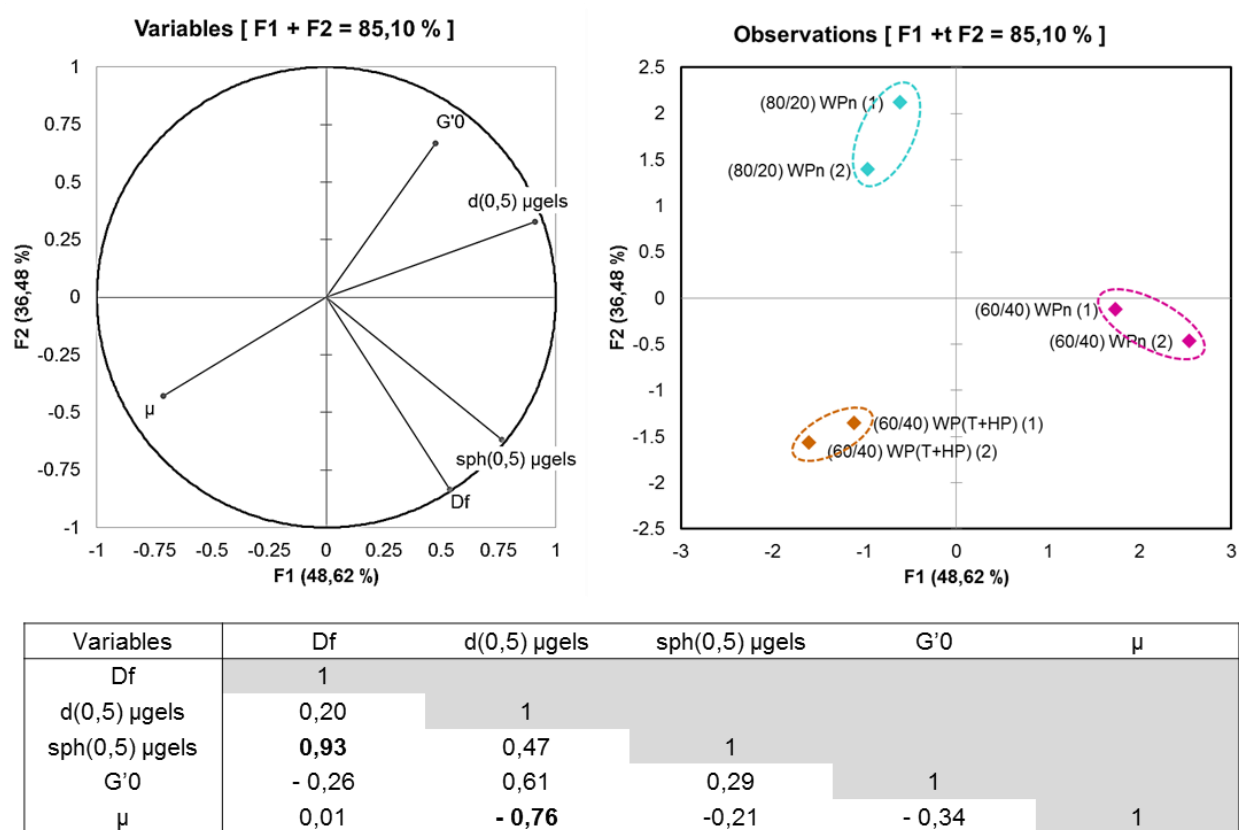 Variables [ F1 + F2 = 85,10 % ]
1
0.75
0.5
0.25
0
-0.25
-0.5
-0.75
-1
F2 (36,48 %)
G'0
d(0,5) µgels
µ
sph(0,5) µgels
Df
-1 -0.75 -0.5 -0.25 0 0.25 0.5 0.75 1
F1 (48,62 %)
Observations [ F1 +t F2 = 85,10 % ]
2.5
2
1.5
1
0.5
0
-0.5
-1
-1.5
-2
-2.5
F2 (36,48 %)
(80/20) WPn (1)
(80/20) WPn (2)
(60/40) WPn (1)
(60/40) WPn (2)
(60/40) WP(T+HP) (1)
(60/40) WP(T+HP) (2)
-3 -2 -1 0 1 2 3
F1 (48,62 %)
Variables Df d(0,5) µgels sph(0,5) µgels G'0 µ
Df 1
d(0,5) µgels 0,20 1
sph(0,5) µgels 0,93 0,47 1
G'0 - 0,26 0,61 0,29 1
µ 0,01 - 0,76 -0,21 - 0,34 1